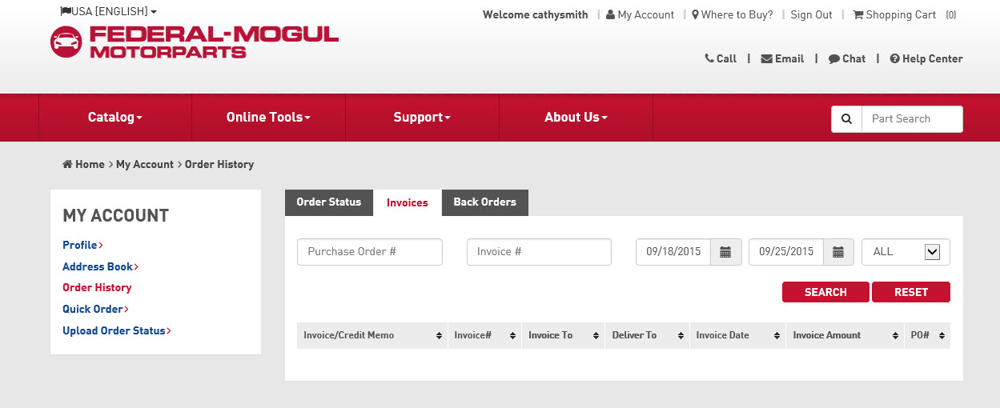 USA [ENGLISH]
Welcome cathysmith | My Account | Where to Buy? | Sign Out | Shopping Cart (0)
FEDERAL-MOGUL
MOTORPARTS
Call | Email | Chat | Help Center
Catalog Online Tools Support About Us Part Search
Home > My Account > Order History
Order Status Invoices Back Orders
MY ACCOUNT
Profile >
Address Book >
Order History
Quick Order >
Upload Order Status >
Purchase Order # Invoice # 09/18/2015 09/25/2015 ALL
SEARCH RESET
Invoice/Credit Memo Invoice# Invoice To Deliver To Invoice Date Invoice Amount PO#